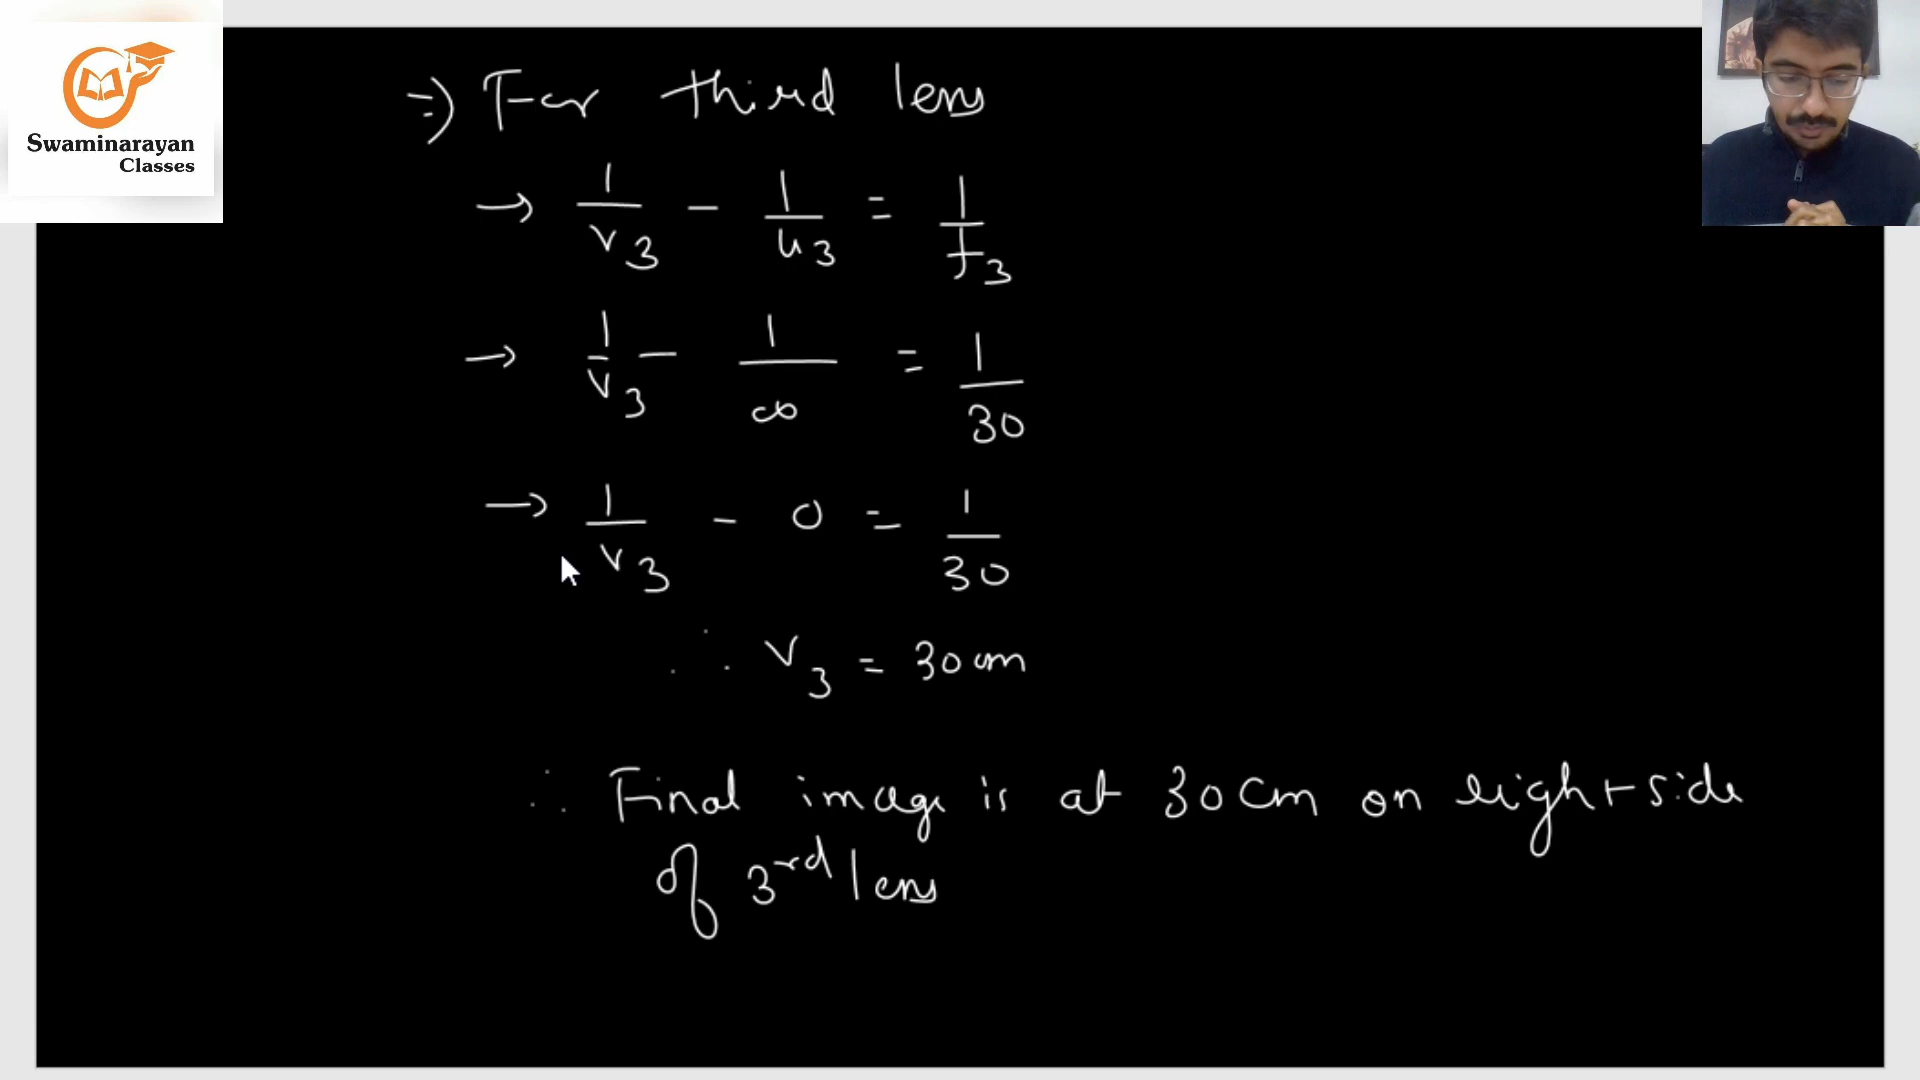 Swaminarayan
Classes
=) For third lens
→ 1/v3 - 1/u3 = 1/f3
→ 1/v3 - 1/∞ = 1/30
→ 1/v3 - 0 = 1/30
∴ v3 = 30 cm
∴ Final image is at 30 cm on right side
of 3rd lens